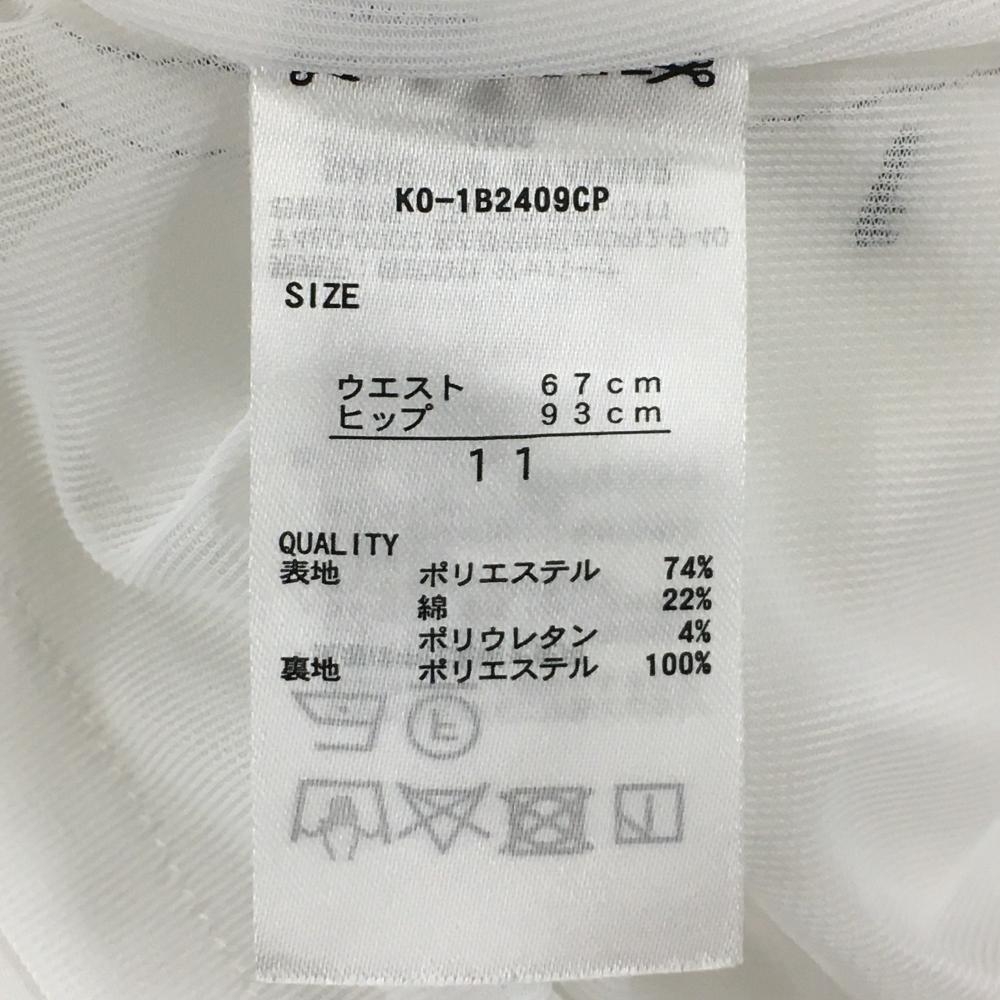 K0-1B2409CP
SIZE
ウエスト 67cm
ヒップ 93cm
11
QUALITY
表地 ポリエステル 74%
綿 22%
ポリウレタン 4%
裏地 ポリエステル 100%